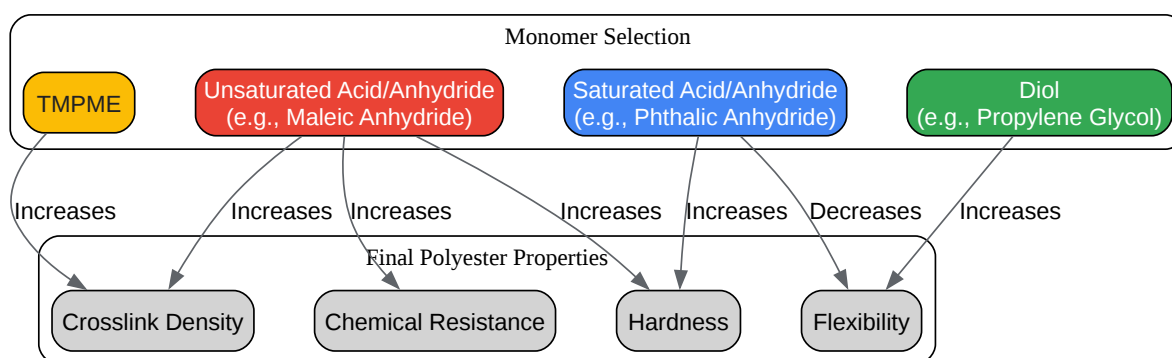 Monomer Selection
TMPME
Unsaturated Acid/Anhydride
(e.g., Maleic Anhydride)
Saturated Acid/Anhydride
(e.g., Phthalic Anhydride)
Diol
(e.g., Propylene Glycol)
Increases
Increases
Increases
Increases
Increases
Decreases
Increases
Final Polyester Properties
Crosslink Density
Chemical Resistance
Hardness
Flexibility